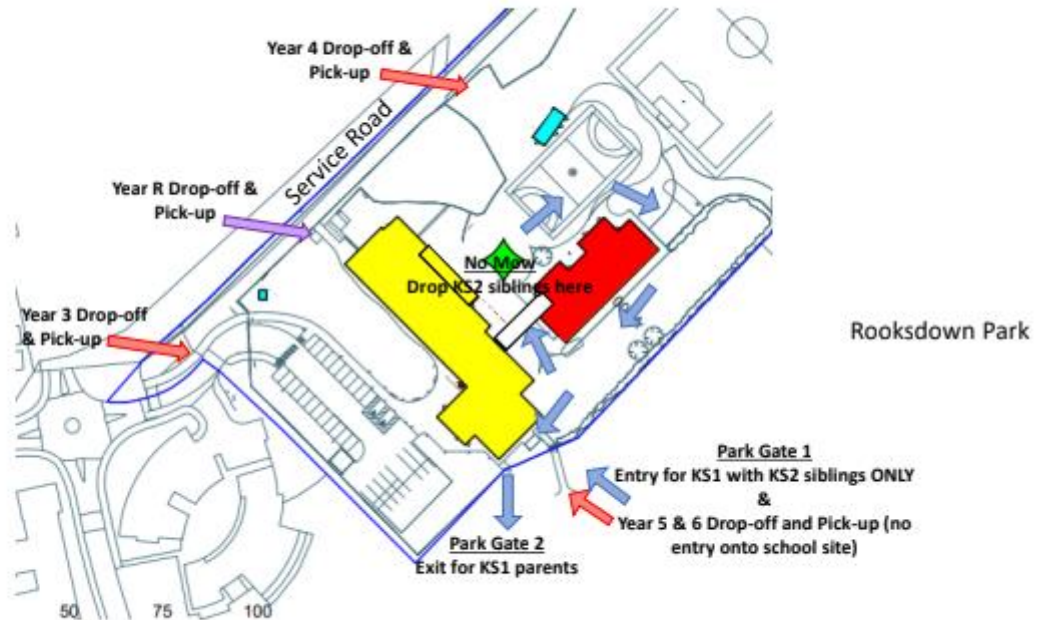 Year 4 Drop-off &
Pick-up
Service Road
Year R Drop-off &
Pick-up
No Mow
Drop KS2 siblings here
Year 3 Drop-off
& Pick-up
Rooksdown Park
Park Gate 1
Entry for KS1 with KS2 siblings ONLY
&
Year 5 & 6 Drop-off and Pick-up (no
entry onto school site)
Park Gate 2
Exit for KS1 parents
50 75 100